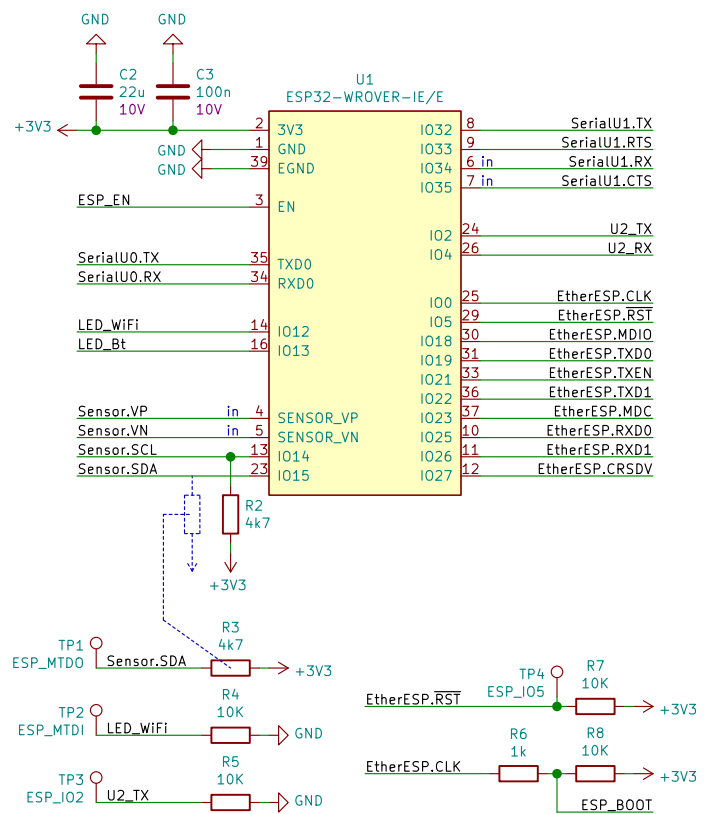 GND GND
C2 C3
22u 100n
10V 10V
U1
ESP32-WROVER-IE/E
+3V3 2 3V3 IO32 8 SerialU1.TX
GND 1 GND IO33 9 SerialU1.RTS
GND 39 EGND IO34 6 in SerialU1.RX
IO35 7 in SerialU1.CTS
ESP_EN 3 EN
IO2 24 U2_TX
IO4 26 U2_RX
SerialU0.TX 35 TXD0
SerialU0.RX 34 RXD0
IO0 25 EtherESP.CLK
IO5 29 EtherESP.RST
LED_WiFi 14 IO12 IO18 30 EtherESP.MDIO
LED_Bt 16 IO13 IO19 31 EtherESP.TXD0
IO21 33 EtherESP.TXEN
IO22 36 EtherESP.TXD1
Sensor.VP in 4 SENSOR_VP IO23 37 EtherESP.MDC
Sensor.VN in 5 SENSOR_VN IO25 10 EtherESP.RXD0
Sensor.SCL 13 IO14 IO26 11 EtherESP.RXD1
Sensor.SDA 23 IO15 IO27 12 EtherESP.CRSDV
R2
4k7
+3V3
R3
4k7
TP1
ESP_MTDO Sensor.SDA +3V3
R4
10K
TP2
ESP_MTDI LED_WiFi GND
R5
10K
TP3
ESP_IO2 U2_TX GND
TP4 R7
ESP_IO5 10K
EtherESP.RST +3V3
R6 R8
1k 10K
EtherESP.CLK +3V3
ESP_BOOT